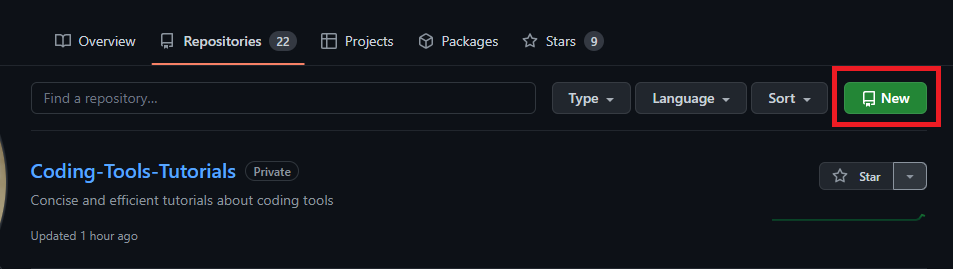 Overview Repositories 22 Projects Packages Stars 9
Find a repository... Type Language Sort New
Coding-Tools-Tutorials Private Star
Concise and efficient tutorials about coding tools
Updated 1 hour ago